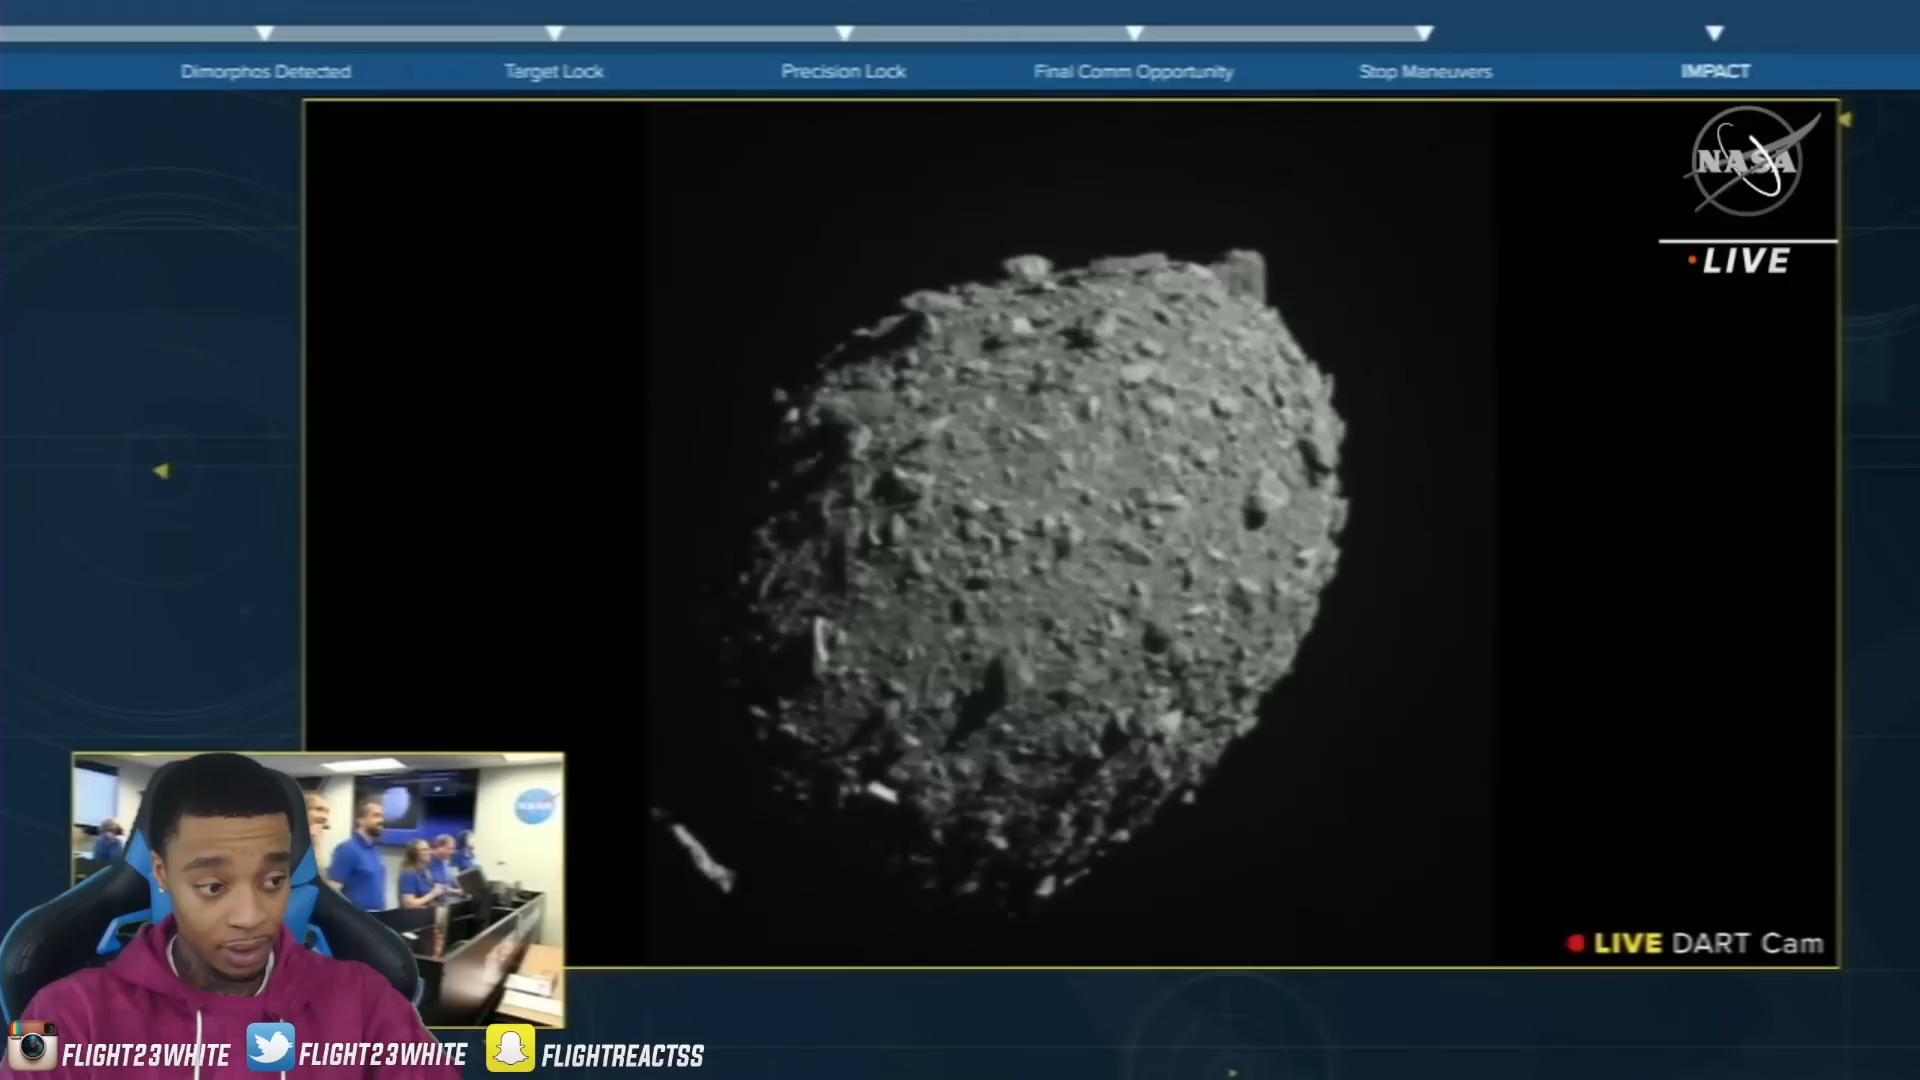 Dimorphos Detected
Target Lock
Precision Lock
Final Comm Opportunity
Stop Maneuvers
IMPACT
NASA
LIVE
NASA
LIVE DART Cam
FLIGHT23WHITE
FLIGHT23WHITE
FLIGHTREACTSS